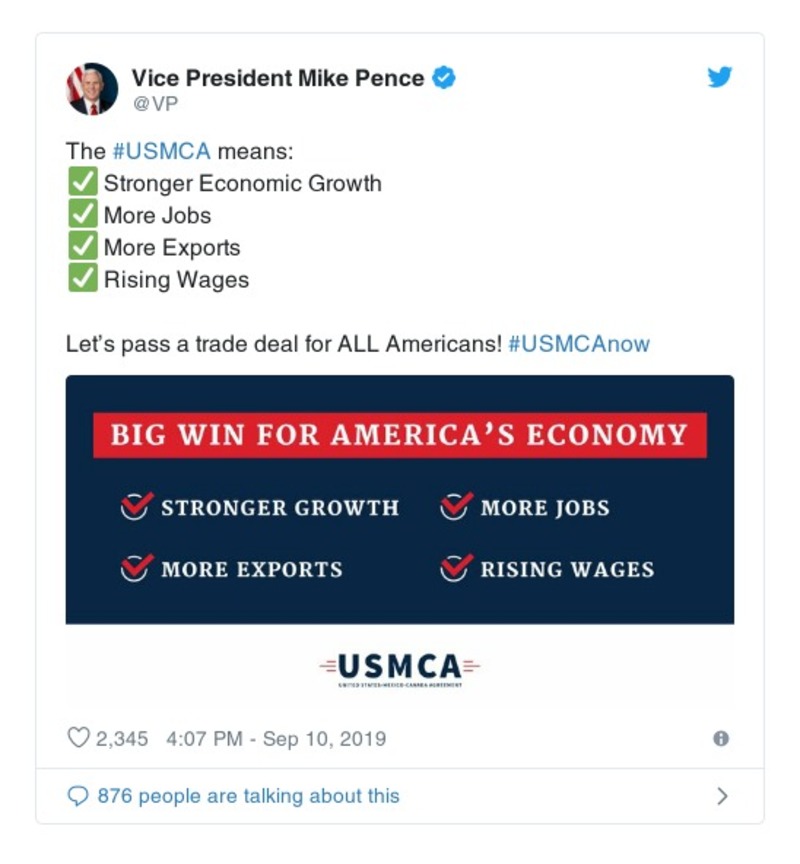 Vice President Mike Pence
@VP
The #USMCA means:
✅ Stronger Economic Growth
✅ More Jobs
✅ More Exports
✅ Rising Wages
Let’s pass a trade deal for ALL Americans! #USMCAnow
BIG WIN FOR AMERICA’S ECONOMY
STRONGER GROWTH MORE JOBS
MORE EXPORTS RISING WAGES
USMCA
UNITED STATES-MEXICO-CANADA AGREEMENT
2,345 4:07 PM - Sep 10, 2019
876 people are talking about this